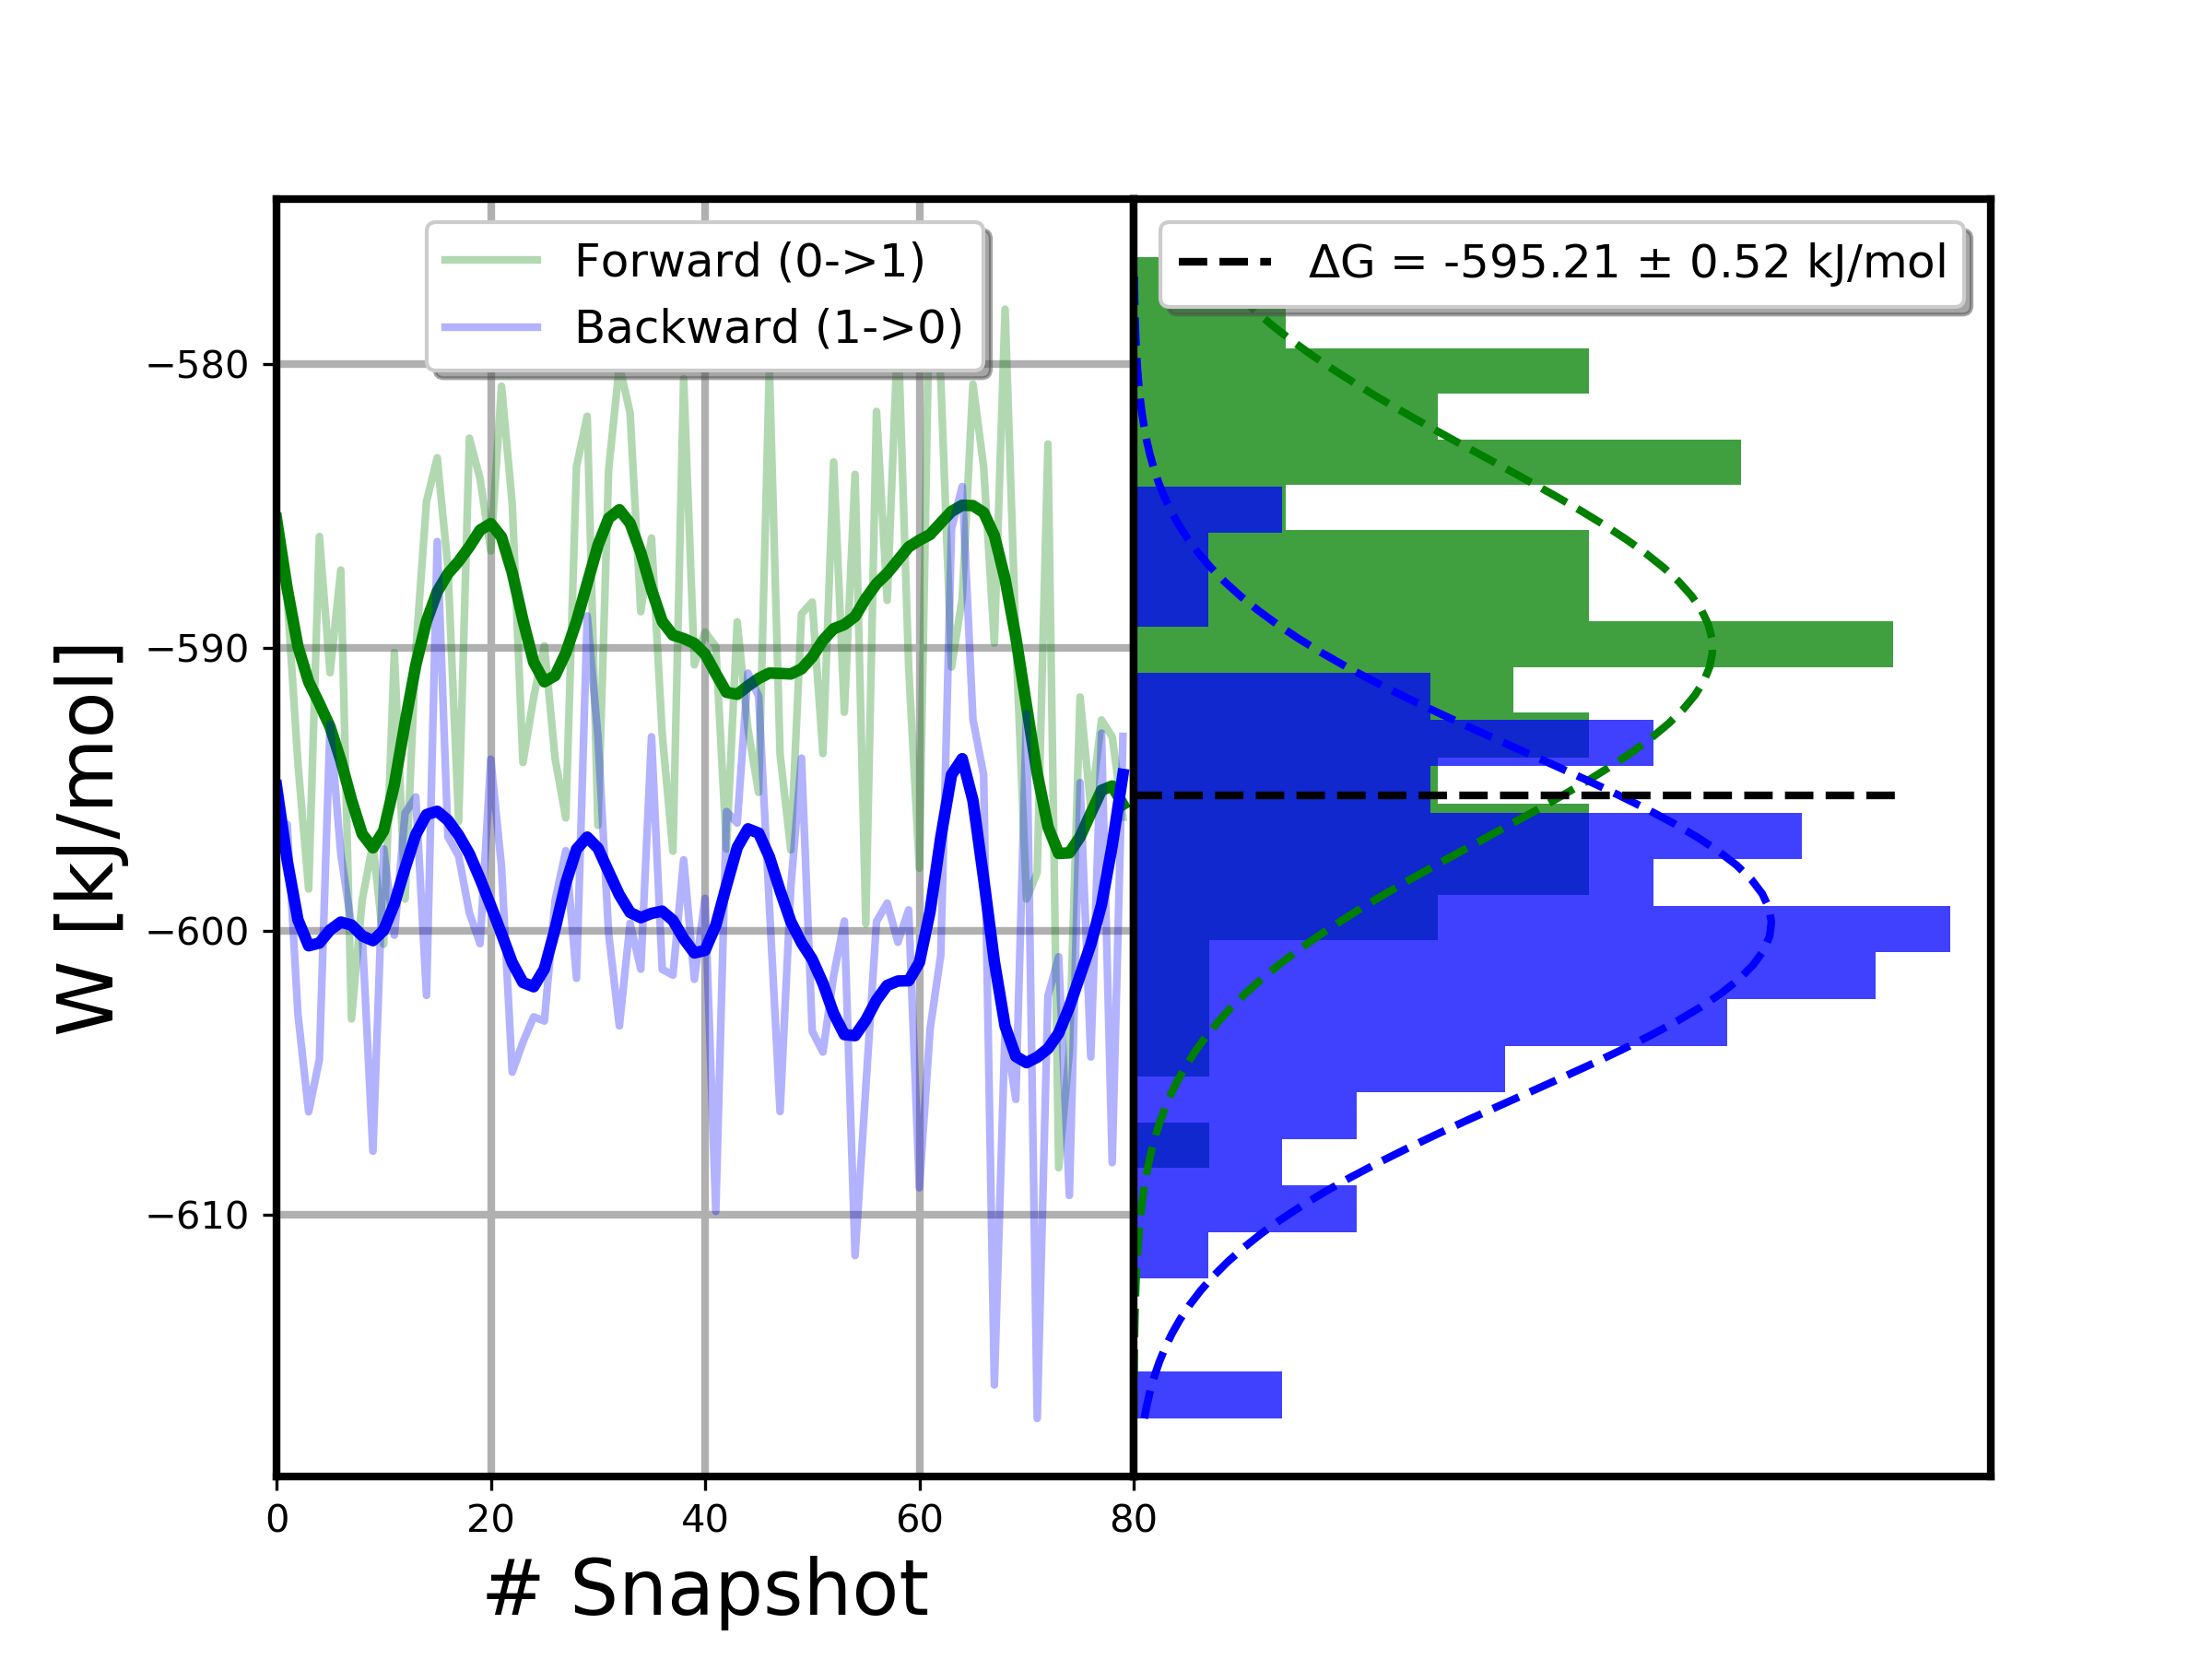 Forward (0->1)
Backward (1->0)
ΔG = -595.21 ± 0.52 kJ/mol
−580
−590
−600
−610
W [kJ/mol]
0 20 40 60 80
# Snapshot